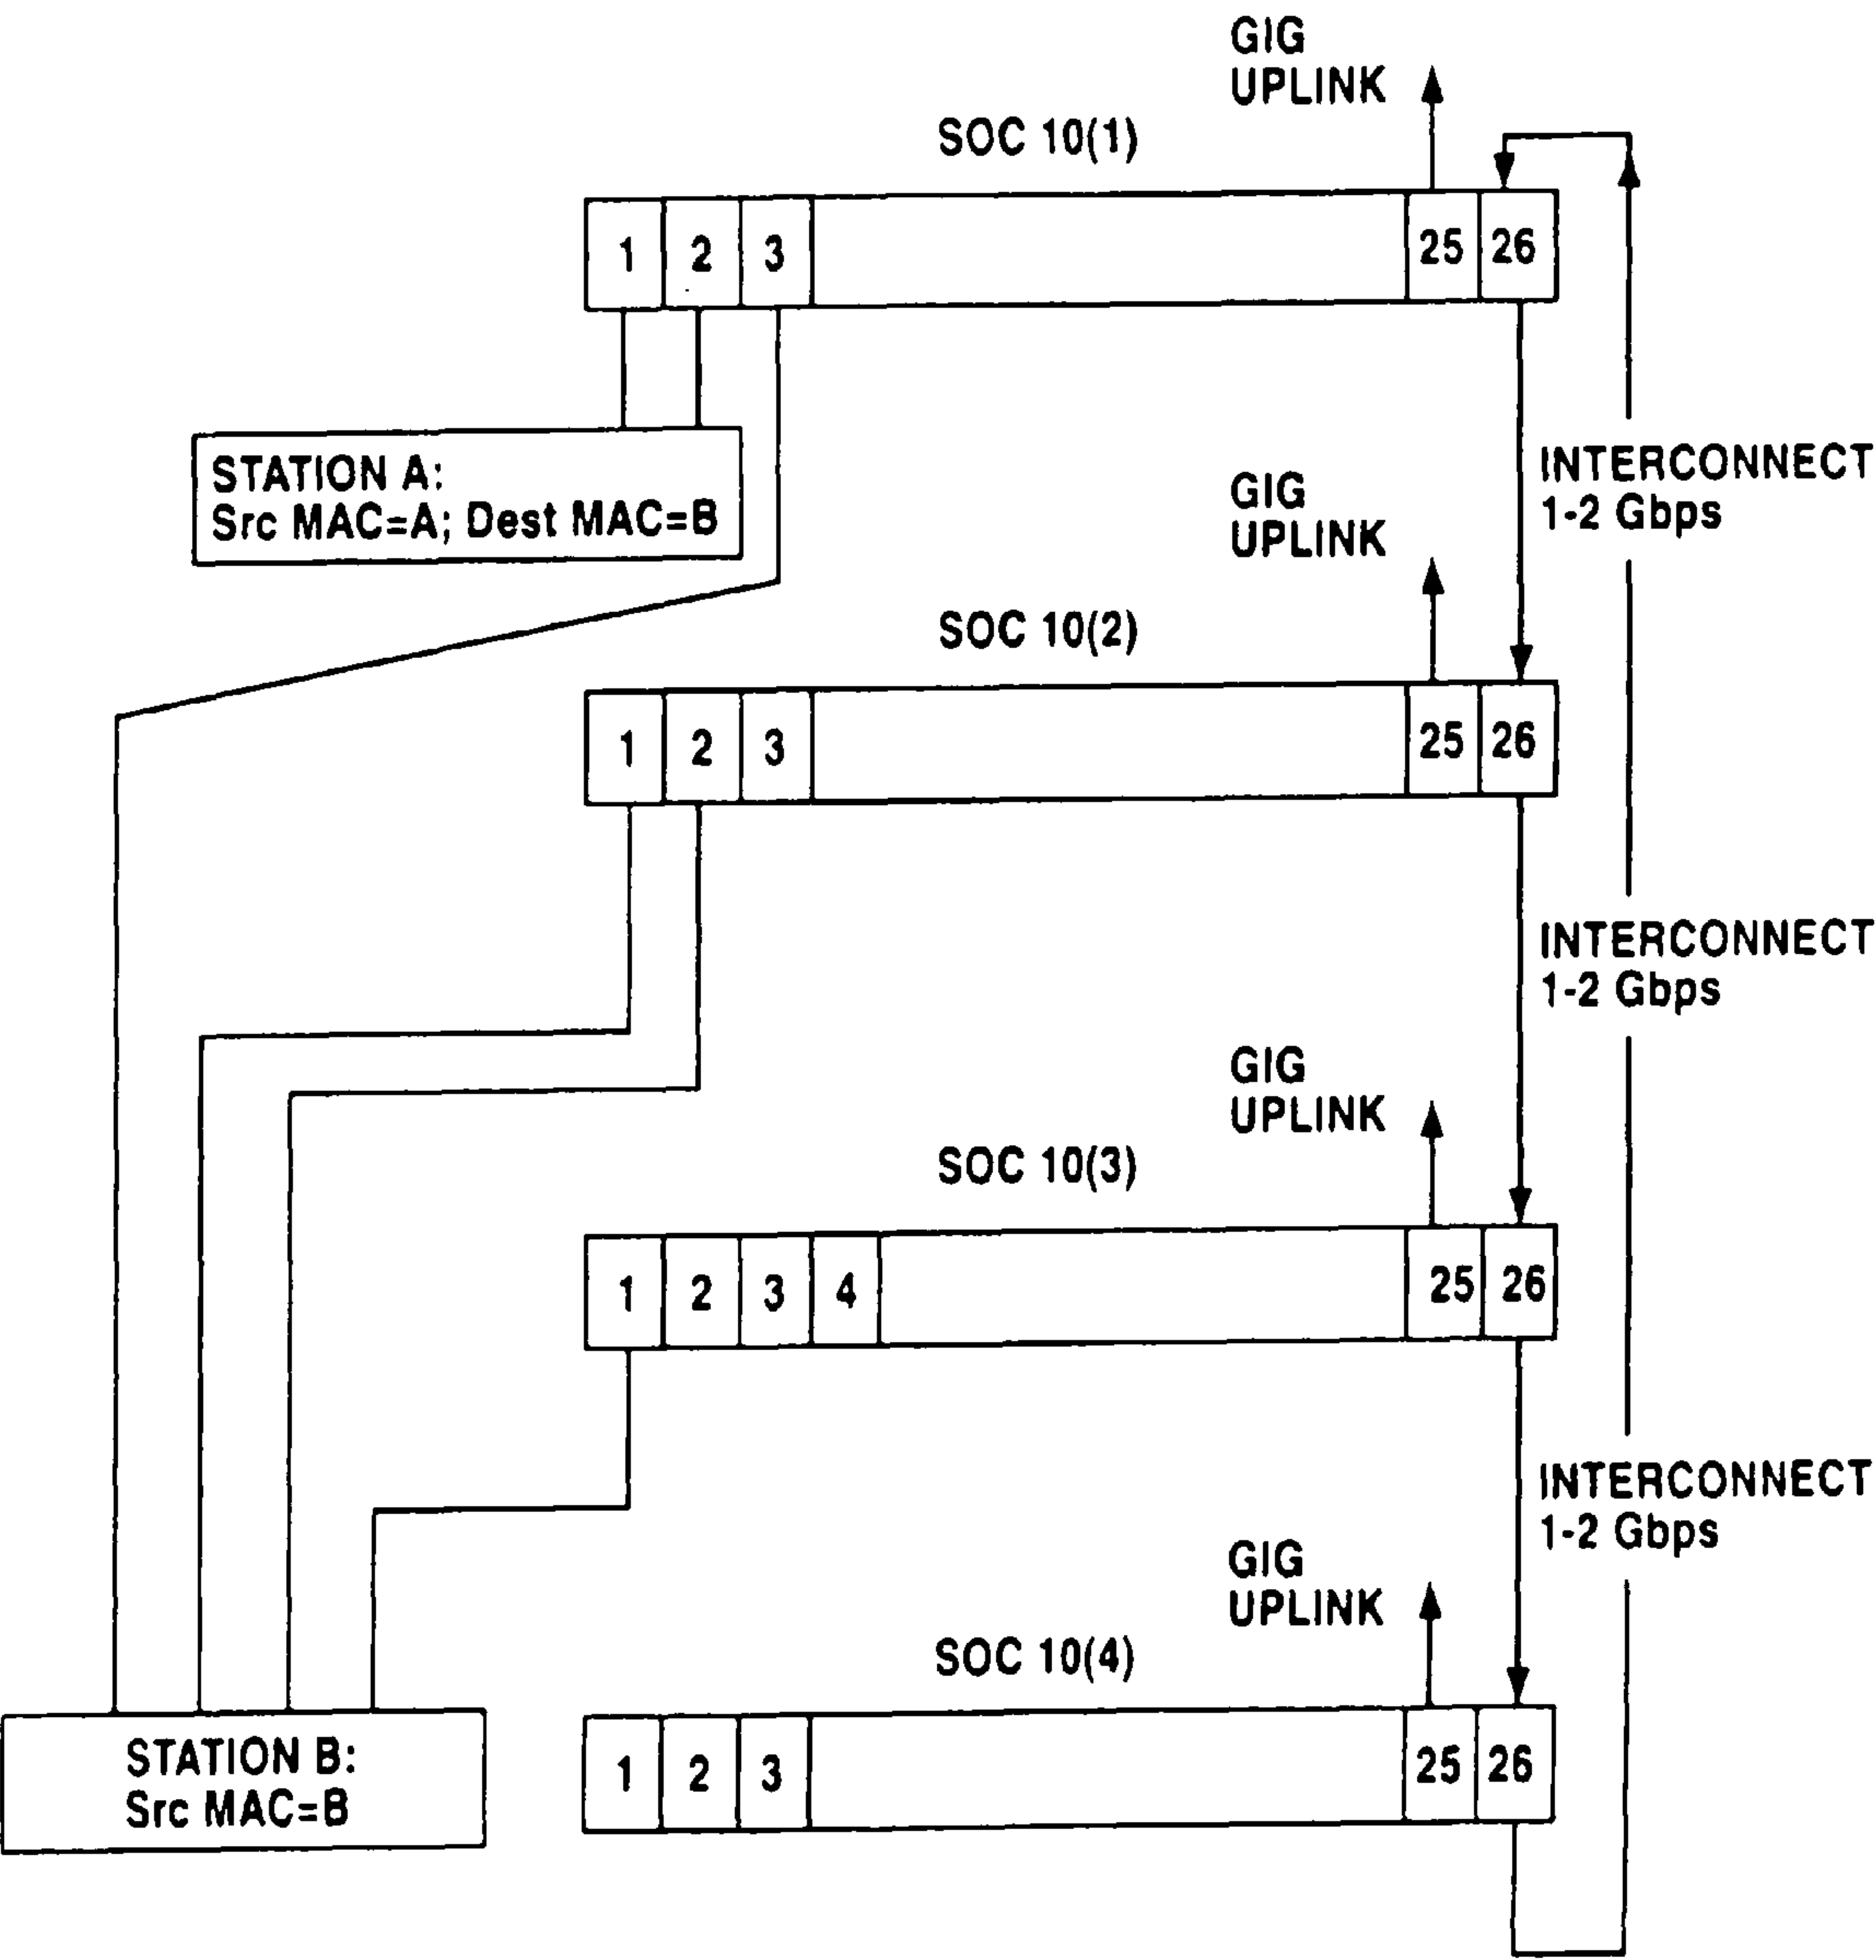 GIG
UPLINK
SOC 10(1)
1 2 3 25 26
STATION A:
Src MAC=A; Dest MAC=B
INTERCONNECT
1-2 Gbps
GIG
UPLINK
SOC 10(2)
1 2 3 25 26
INTERCONNECT
1-2 Gbps
GIG
UPLINK
SOC 10(3)
1 2 3 4 25 26
INTERCONNECT
1-2 Gbps
GIG
UPLINK
SOC 10(4)
1 2 3 25 26
STATION B:
Src MAC=B